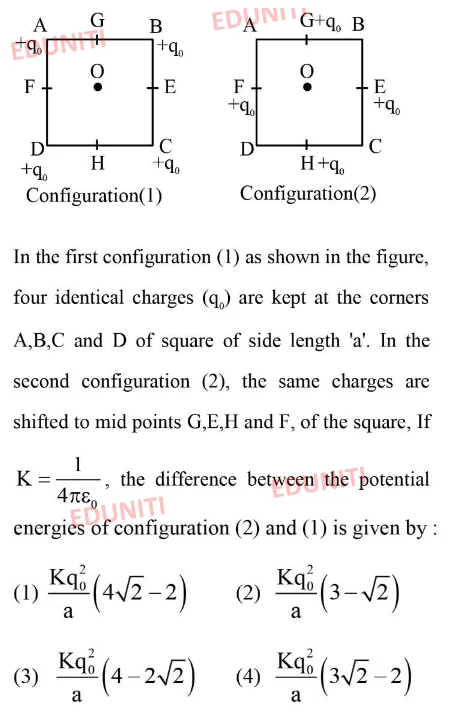 EDUNITI
EDUNITI
A G B A G+q₀ B
+q₀ +q₀
F O E F O E
+q₀ +q₀
D H C D H+q₀ C
+q₀ +q₀
Configuration(1) Configuration(2)
In the first configuration (1) as shown in the figure,
four identical charges (q₀) are kept at the corners
A,B,C and D of square of side length 'a'. In the
second configuration (2), the same charges are
shifted to mid points G,E,H and F, of the square, If
K = 1/4πε₀, the difference between the potential
EDUNITI
EDUNITI
energies of configuration (2) and (1) is given by :
(1) Kq₀²/a (4√2 – 2) (2) Kq₀²/a (3 – √2)
(3) Kq₀²/a (4 – 2√2) (4) Kq₀²/a (3√2 – 2)